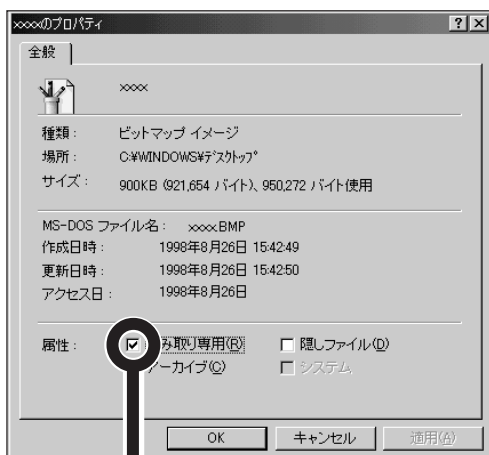 xxxxのプロパティ
全般
xxxx
種類： ビットマップ イメージ
場所： C:¥WINDOWS¥ﾃﾞｽｸﾄｯﾌﾟ
サイズ： 900KB (921,654 バイト)、950,272 バイト使用
MS-DOS ファイル名： xxxx.BMP
作成日時： 1998年8月26日 15:42:49
更新日時： 1998年8月26日 15:42:50
アクセス日： 1998年8月26日
属性： み取り専用(R) 隠しファイル(D)
ーカイブ(C) システム
OK キャンセル 適用(A)